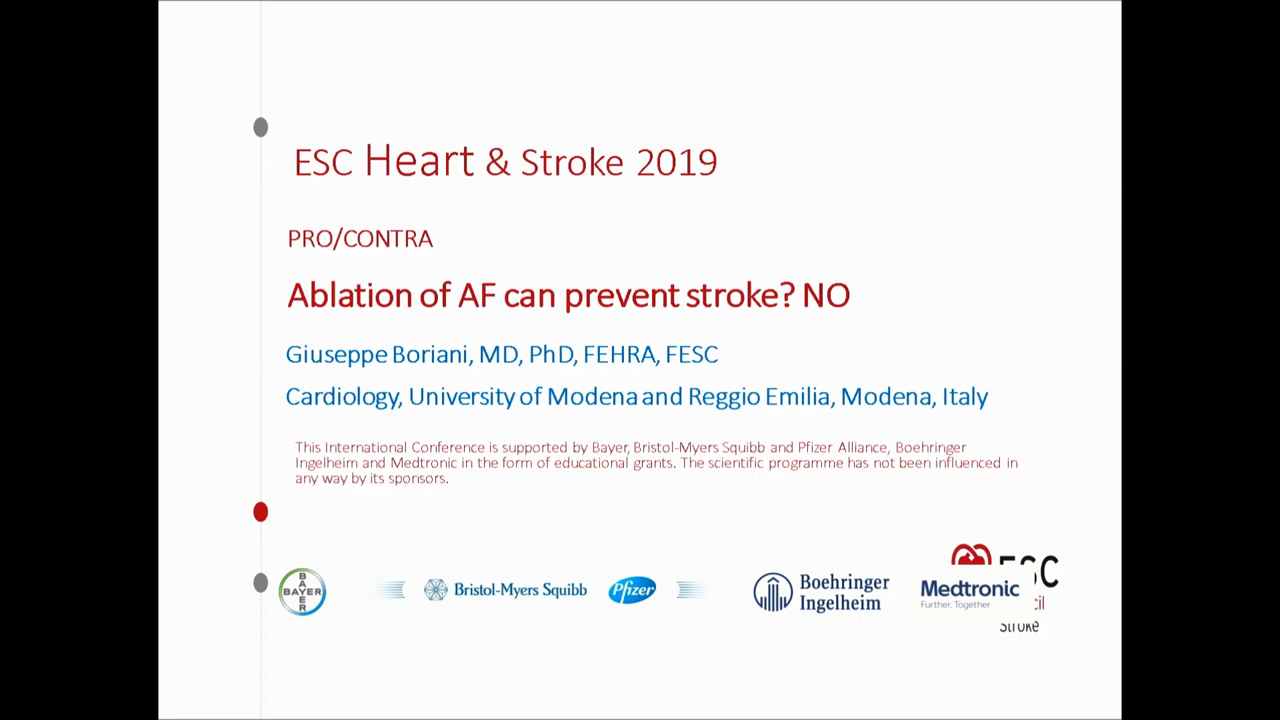 ESC Heart & Stroke 2019
PRO/CONTRA
Ablation of AF can prevent stroke? NO
Giuseppe Boriani, MD, PhD, FEHRA, FESC
Cardiology, University of Modena and Reggio Emilia, Modena, Italy
This International Conference is supported by Bayer, Bristol-Myers Squibb and Pfizer Alliance, Boehringer
Ingelheim and Medtronic in the form of educational grants. The scientific programme has not been influenced in
any way by its sponsors.
BAYER
BAYER
Bristol-Myers Squibb
Pfizer
Boehringer
Ingelheim
Medtronic
Further, Together
ESC
Stroke